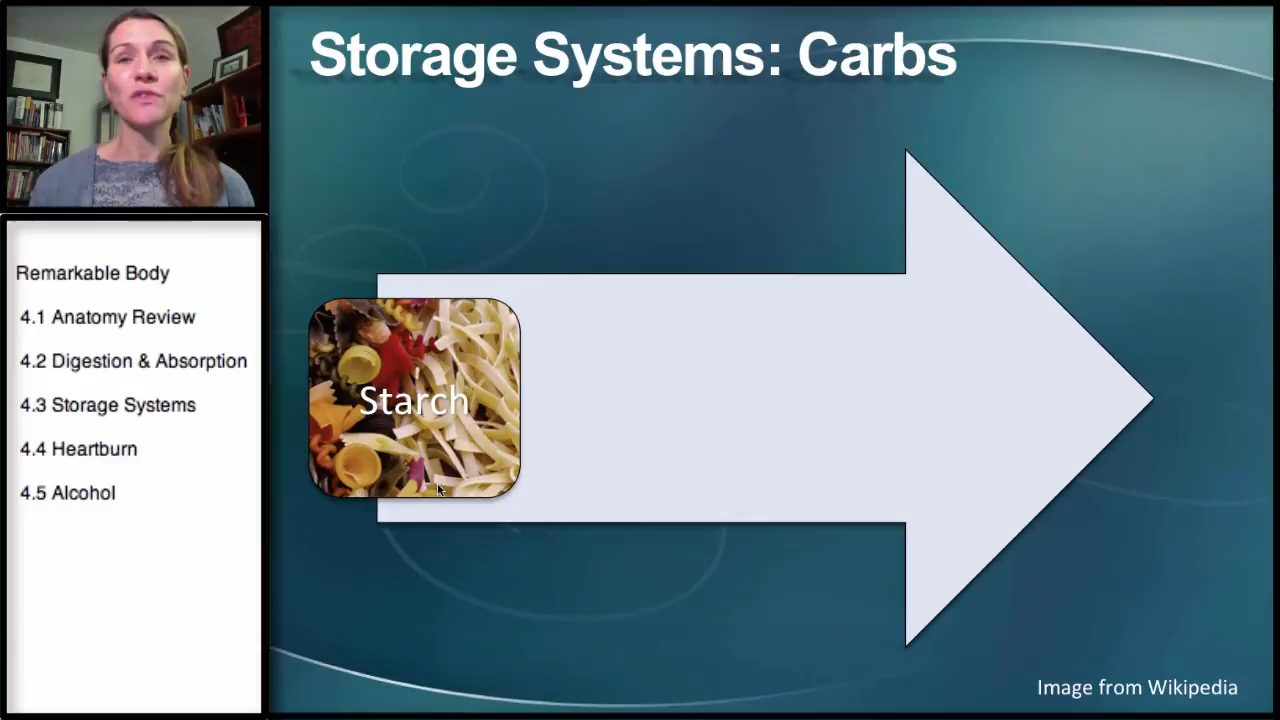 Storage Systems: Carbs
Remarkable Body
4.1 Anatomy Review
4.2 Digestion & Absorption
4.3 Storage Systems
4.4 Heartburn
4.5 Alcohol
Starch
Image from Wikipedia